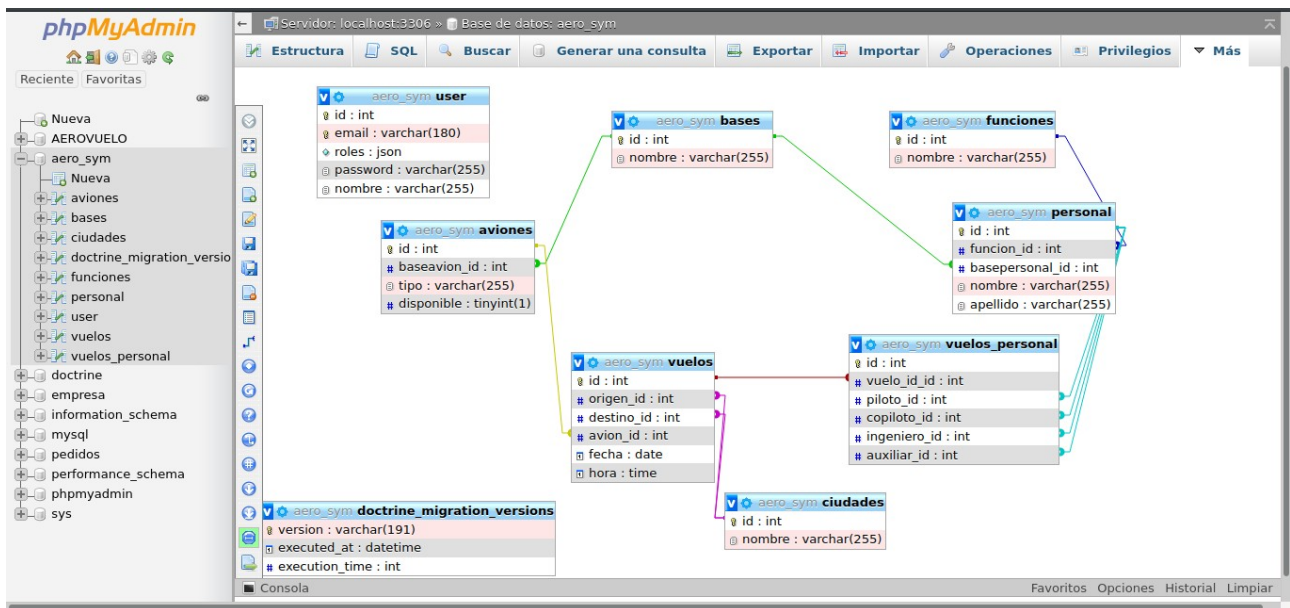 phpMyAdmin
Reciente Favoritas
Nueva
AEROVUELO
aero_sym
Nueva
aviones
bases
ciudades
doctrine_migration_versio
funciones
personal
user
vuelos
vuelos_personal
doctrine
empresa
information_schema
mysql
pedidos
performance_schema
phpmyadmin
sys
Servidor: localhost:3306 » Base de datos: aero_sym
Estructura SQL Buscar Generar una consulta Exportar Importar Operaciones Privilegios Más
aero_sym user
id : int
email : varchar(180)
roles : json
password : varchar(255)
nombre : varchar(255)
aero_sym bases
id : int
nombre : varchar(255)
aero_sym funciones
id : int
nombre : varchar(255)
aero_sym aviones
id : int
baseavion_id : int
tipo : varchar(255)
disponible : tinyint(1)
aero_sym personal
id : int
funcion_id : int
basepersonal_id : int
nombre : varchar(255)
apellido : varchar(255)
aero_sym vuelos
id : int
origen_id : int
destino_id : int
avion_id : int
fecha : date
hora : time
aero_sym vuelos_personal
id : int
vuelo_id_id : int
piloto_id : int
copiloto_id : int
ingeniero_id : int
auxiliar_id : int
aero_sym ciudades
id : int
nombre : varchar(255)
aero_sym doctrine_migration_versions
version : varchar(191)
executed_at : datetime
execution_time : int
Consola
Favoritos Opciones Historial Limpiar